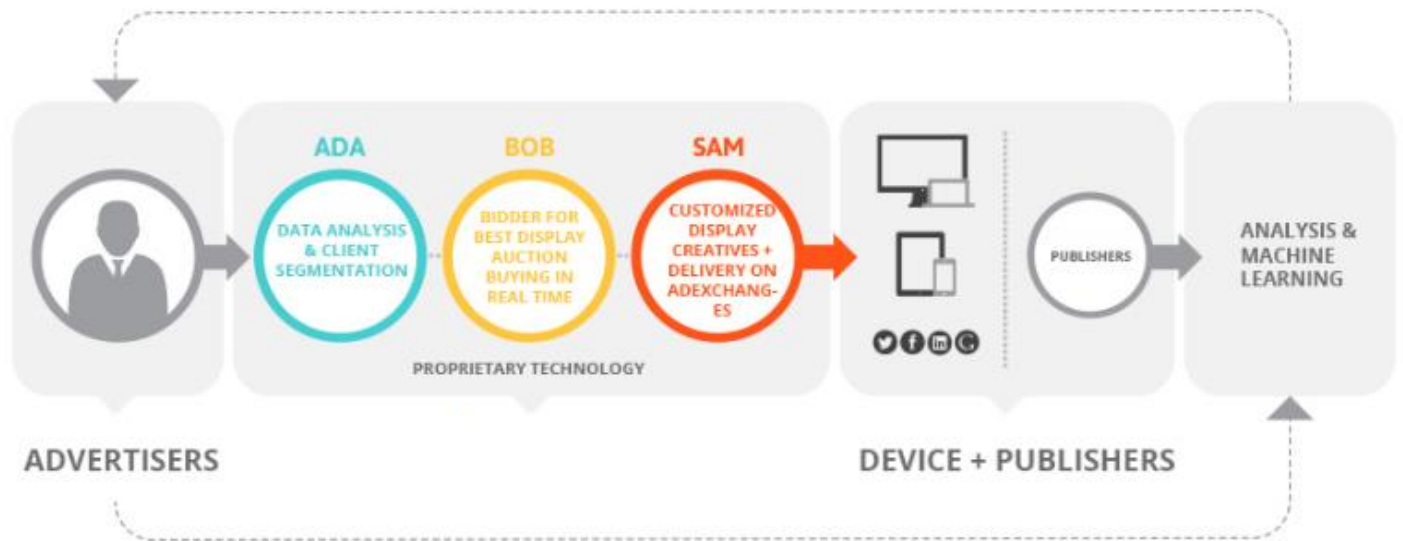 ADA
BOB
SAM
DATA ANALYSIS
& CLIENT
SEGMENTATION
BIDDER FOR
BEST DISPLAY
AUCTION
BUYING IN
REAL TIME
CUSTOMIZED
DISPLAY
CREATIVES +
DELIVERY ON
ADEXCHANG-
ES
PROPRIETARY TECHNOLOGY
PUBLISHERS
ANALYSIS &
MACHINE
LEARNING
ADVERTISERS
DEVICE + PUBLISHERS